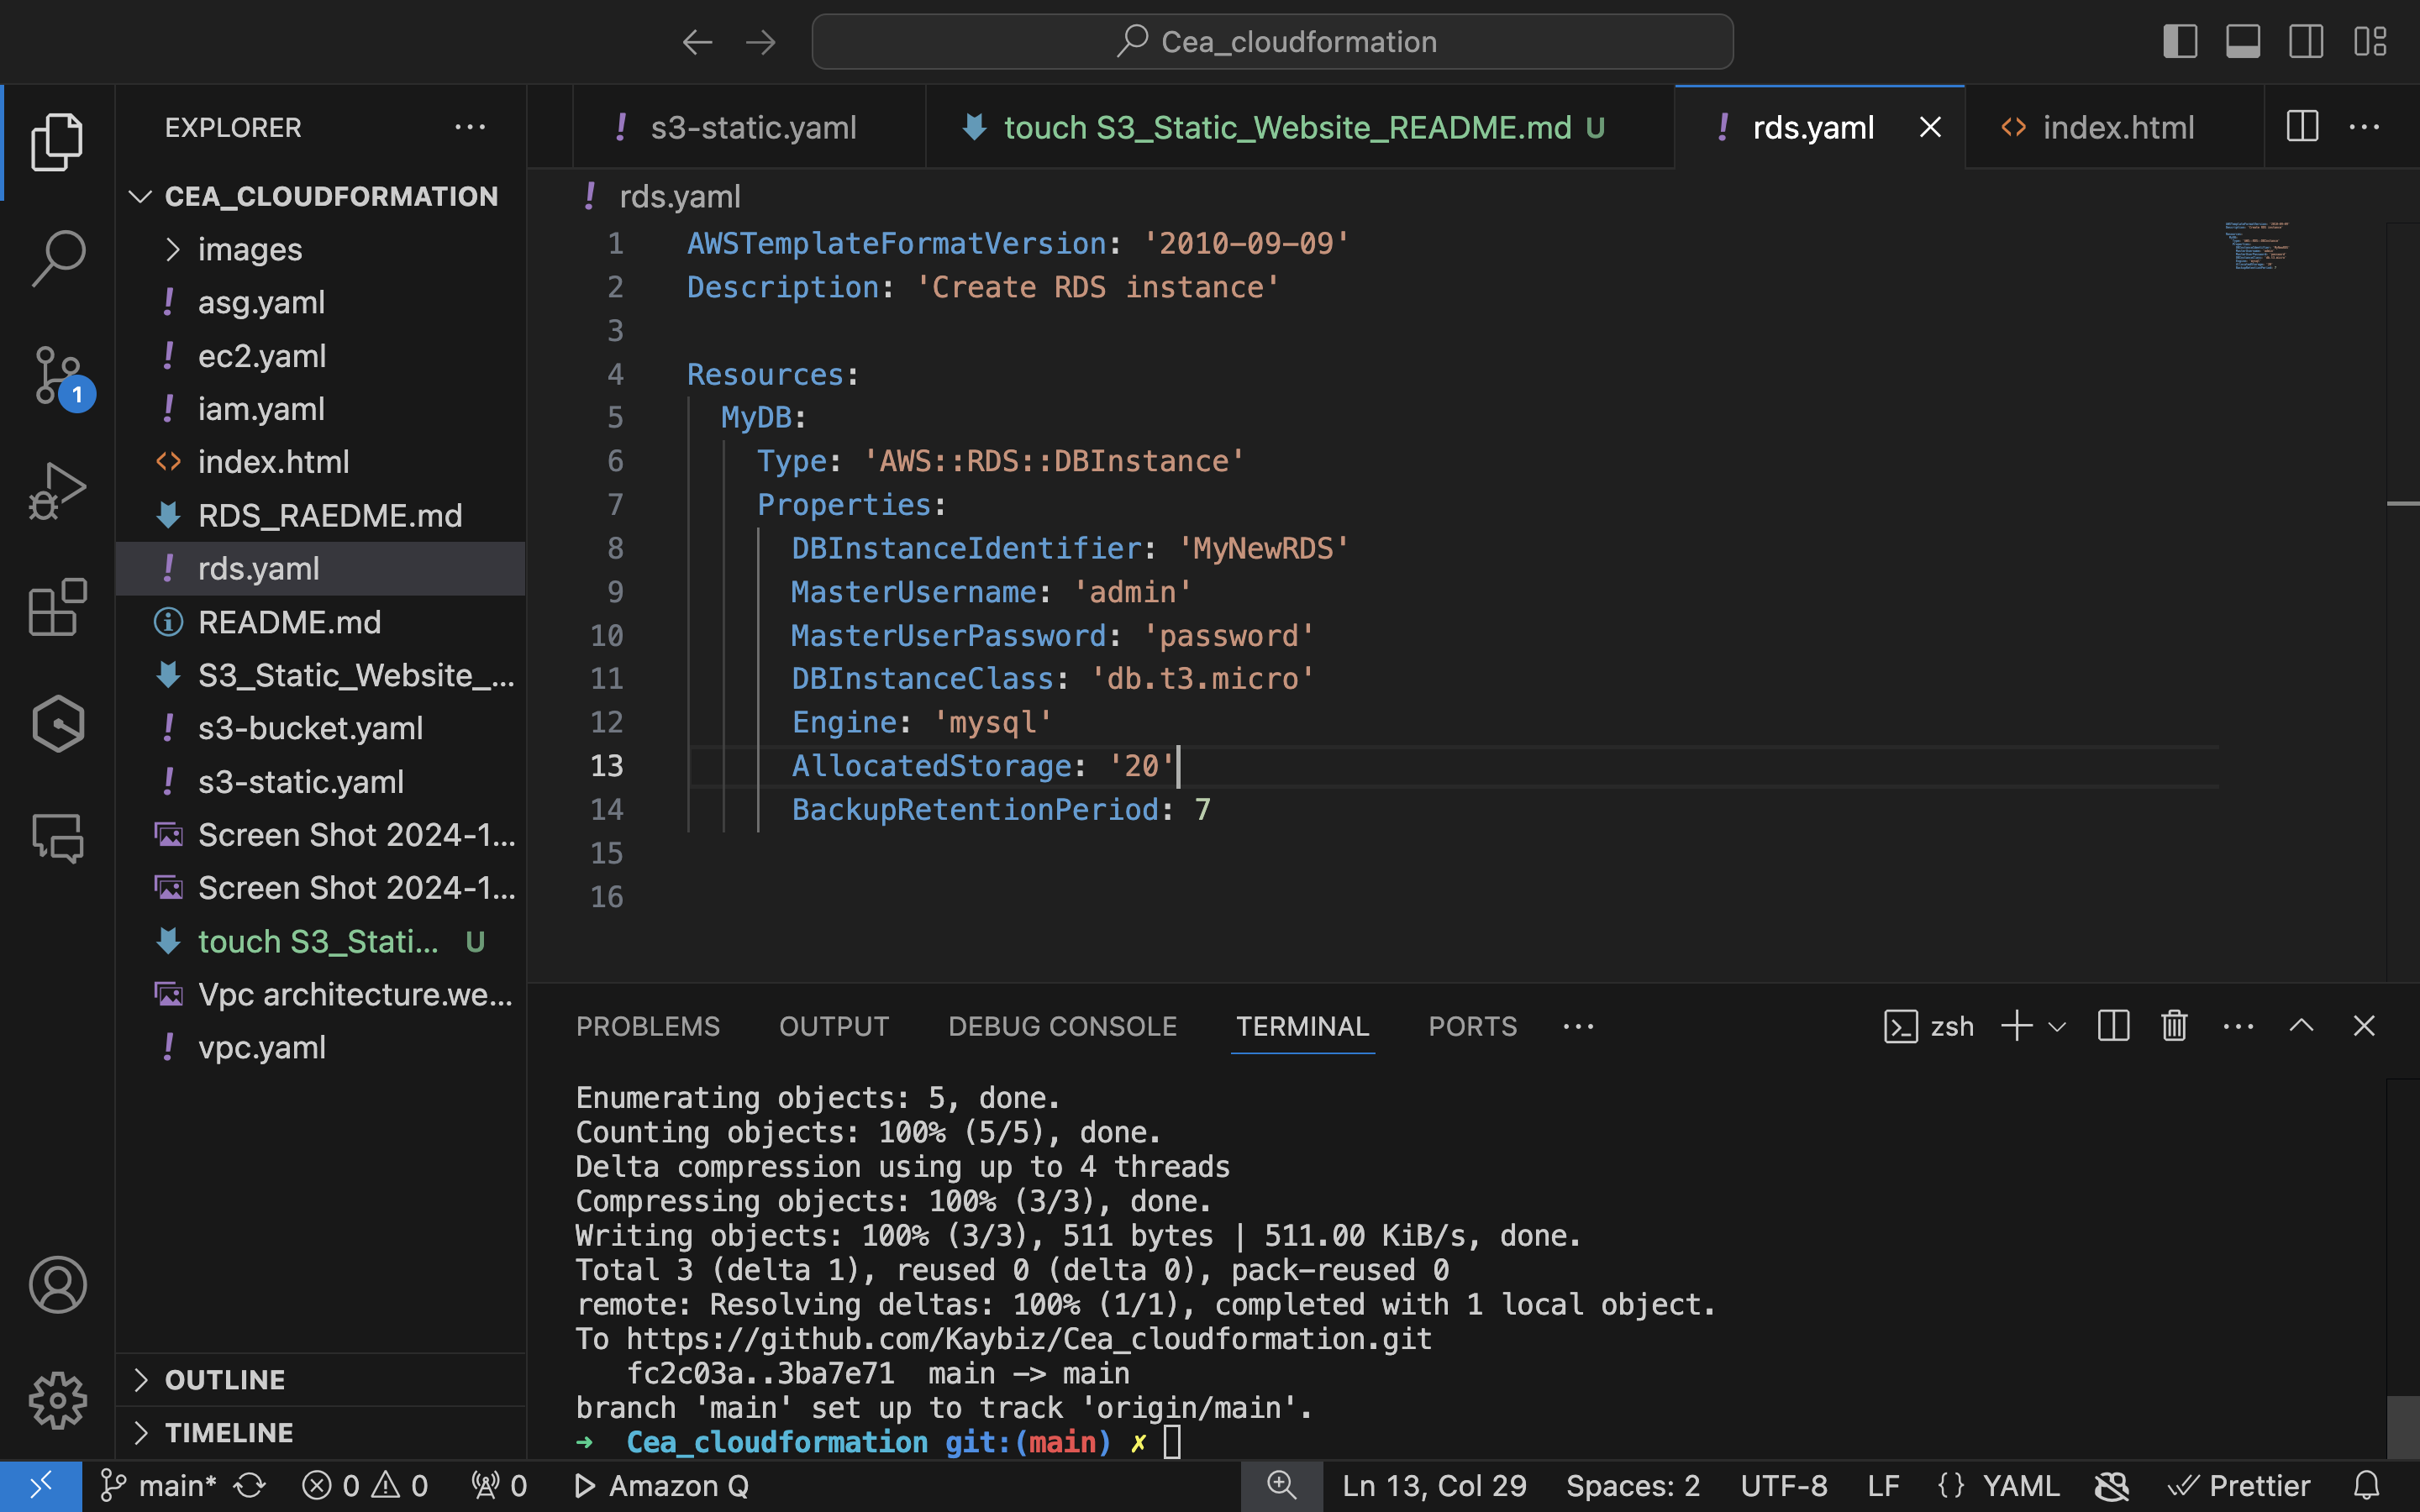 Cea_cloudformation
EXPLORER
CEA_CLOUDFORMATION
images
asg.yaml
ec2.yaml
iam.yaml
index.html
RDS_RAEDME.md
rds.yaml
README.md
S3_Static_Website_...
s3-bucket.yaml
s3-static.yaml
Screen Shot 2024-1...
Screen Shot 2024-1...
touch S3_Stati... U
Vpc architecture.we...
vpc.yaml
OUTLINE
TIMELINE
1
s3-static.yaml
touch S3_Static_Website_README.md U
rds.yaml
index.html
rds.yaml
1 AWSTemplateFormatVersion: '2010-09-09'
2 Description: 'Create RDS instance'
3
4 Resources:
5 MyDB:
6 Type: 'AWS::RDS::DBInstance'
7 Properties:
8 DBInstanceIdentifier: 'MyNewRDS'
9 MasterUsername: 'admin'
10 MasterUserPassword: 'password'
11 DBInstanceClass: 'db.t3.micro'
12 Engine: 'mysql'
13 AllocatedStorage: '20'
14 BackupRetentionPeriod: 7
15
16
PROBLEMS OUTPUT DEBUG CONSOLE TERMINAL PORTS
zsh
Enumerating objects: 5, done.
Counting objects: 100% (5/5), done.
Delta compression using up to 4 threads
Compressing objects: 100% (3/3), done.
Writing objects: 100% (3/3), 511 bytes | 511.00 KiB/s, done.
Total 3 (delta 1), reused 0 (delta 0), pack-reused 0
remote: Resolving deltas: 100% (1/1), completed with 1 local object.
To https://github.com/Kaybiz/Cea_cloudformation.git
fc2c03a..3ba7e71 main -> main
branch 'main' set up to track 'origin/main'.
➜ Cea_cloudformation git:(main) ✗
main* 0 0 0 Amazon Q Ln 13, Col 29 Spaces: 2 UTF-8 LF {} YAML Prettier